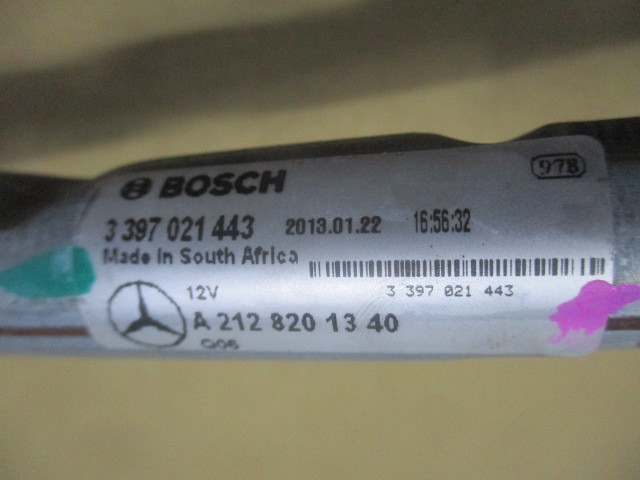 BOSCH
978
3 397 021 443 2013.01.22 16:56:32
Made in South Africa
12V 3 397 021 443
A 212 820 13 40
Q06